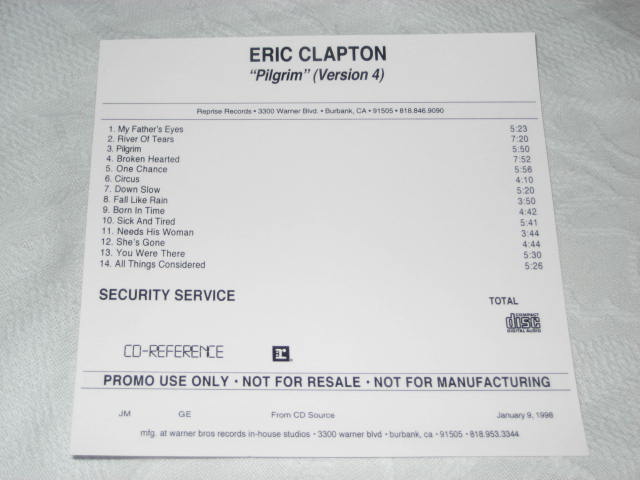 ERIC CLAPTON
“Pilgrim” (Version 4)
Reprise Records • 3300 Warner Blvd. • Burbank, CA • 91505 • 818.846.9090
1. My Father's Eyes 5:23
2. River Of Tears 7:20
3. Pilgrim 5:50
4. Broken Hearted 7:52
5. One Chance 5:56
6. Circus 4:10
7. Down Slow 5:20
8. Fall Like Rain 3:50
9. Born In Time 4:42
10. Sick And Tired 5:41
11. Needs His Woman 3:44
12. She's Gone 4:44
13. You Were There 5:30
14. All Things Considered 5:26
SECURITY SERVICE TOTAL
COMPACT
disc
DIGITAL AUDIO
CD-REFERENCE r
PROMO USE ONLY • NOT FOR RESALE • NOT FOR MANUFACTURING
JM GE From CD Source January 9, 1998
mfg. at warner bros records in-house studios • 3300 warner blvd • burbank, ca • 91505 • 818.953.3344